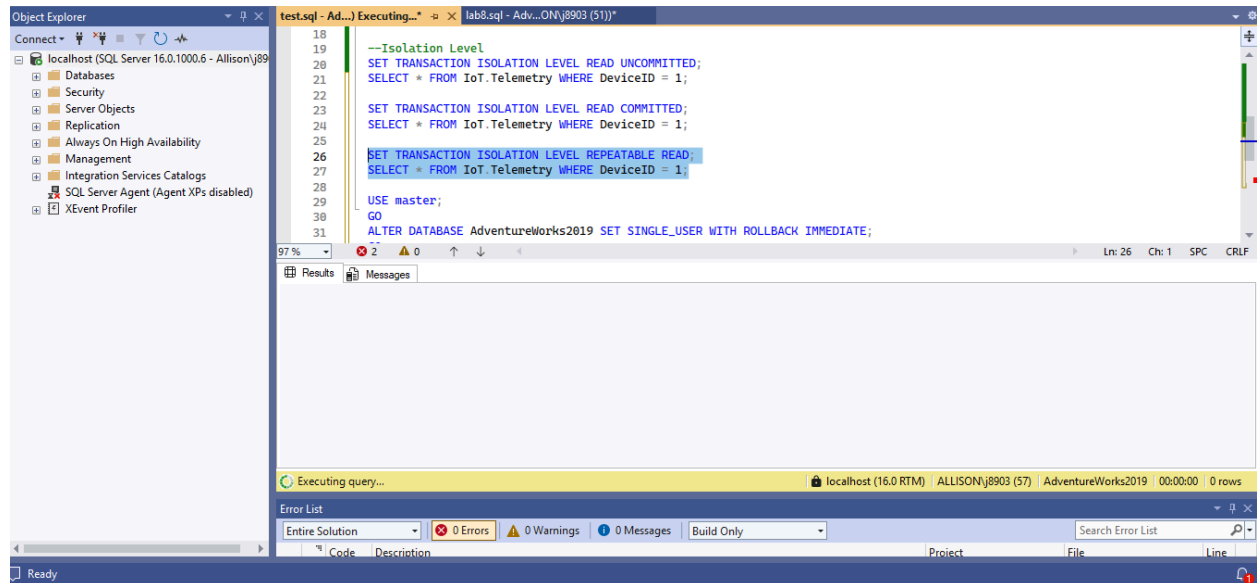 Object Explorer
Connect
localhost (SQL Server 16.0.1000.6 - Allison\j89
Databases
Security
Server Objects
Replication
Always On High Availability
Management
Integration Services Catalogs
SQL Server Agent (Agent XPs disabled)
XEvent Profiler
test.sql - Ad...) Executing...* lab8.sql - Adv...ON\j8903 (51))*
18
19 --Isolation Level
20 SET TRANSACTION ISOLATION LEVEL READ UNCOMMITTED;
21 SELECT * FROM IoT.Telemetry WHERE DeviceID = 1;
22
23 SET TRANSACTION ISOLATION LEVEL READ COMMITTED;
24 SELECT * FROM IoT.Telemetry WHERE DeviceID = 1;
25
26 SET TRANSACTION ISOLATION LEVEL REPEATABLE READ;
27 SELECT * FROM IoT.Telemetry WHERE DeviceID = 1;
28
29 USE master;
30 GO
31 ALTER DATABASE AdventureWorks2019 SET SINGLE_USER WITH ROLLBACK IMMEDIATE;
97 % 2 0 Ln: 26 Ch: 1 SPC CRLF
Results Messages
Executing query... localhost (16.0 RTM) ALLISON\j8903 (57) AdventureWorks2019 00:00:00 0 rows
Error List
Entire Solution 0 Errors 0 Warnings 0 Messages Build Only Search Error List
Code Description Project File Line
Ready 1